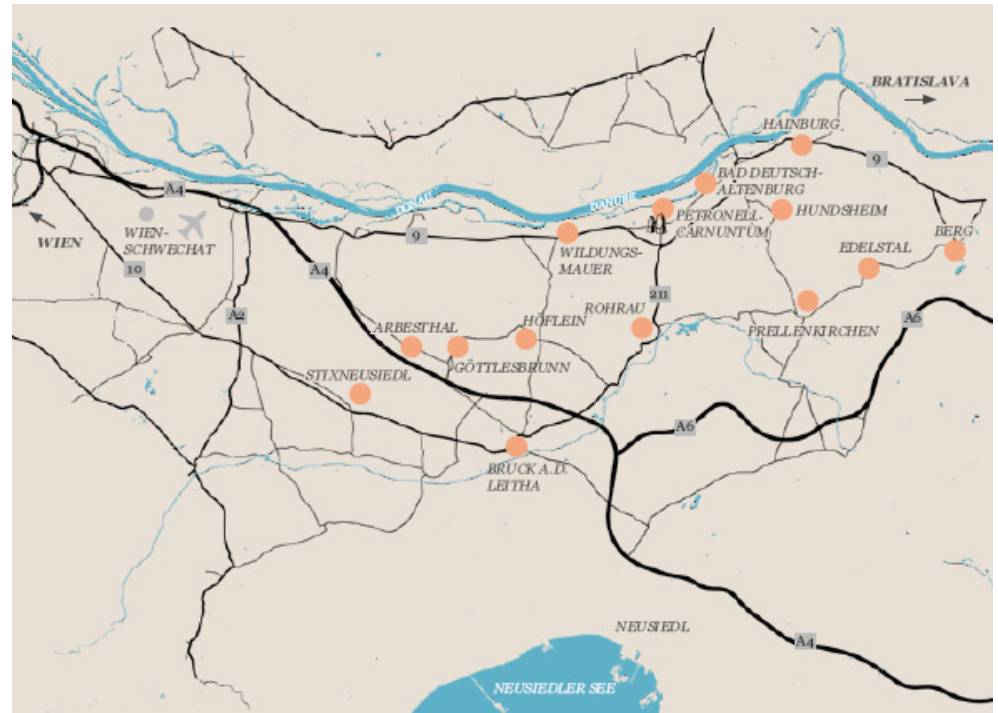 BRATISLAVA
HAINBURG
9
BAD DEUTSCH-
ALTENBURG
A4
DONAU
DANUBE
PETRONELL-
CARNUNTUM
HUNDSHEIM
WIEN
WIEN-
SCHWECHAT
9
WILDUNGS-
MAUER
EDELSTAL
BERG
10
A4
211
A2
ROHRAU
ARBESTHAL
HÖFLEIN
PRELLENKIRCHEN
A6
GÖTTLESBRUNN
STIXNEUSIEDL
A6
BRUCK A.D.
LEITHA
NEUSIEDL
A4
NEUSIEDLER SEE